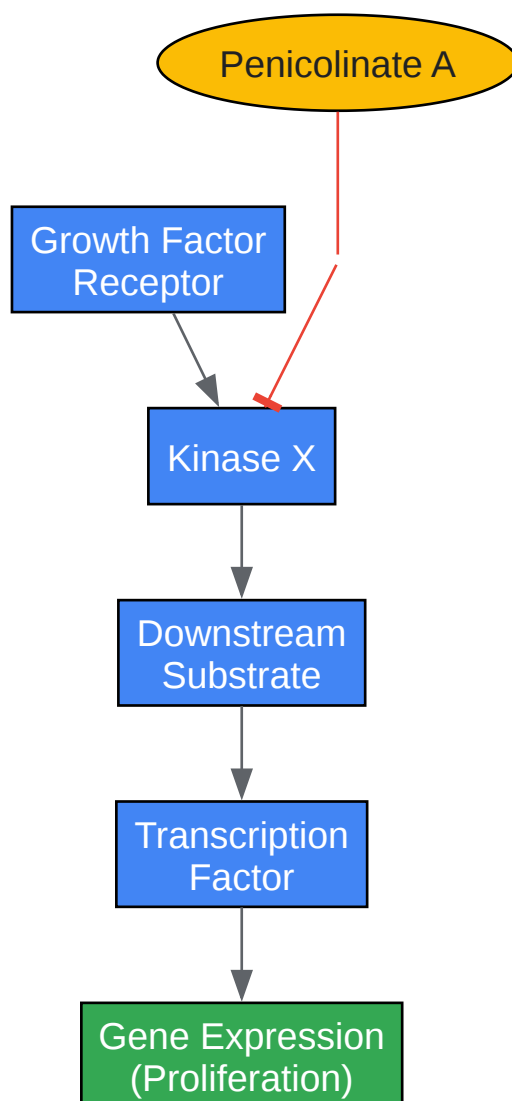 Penicolinate A
Growth Factor
Receptor
Kinase X
Downstream
Substrate
Transcription
Factor
Gene Expression
(Proliferation)